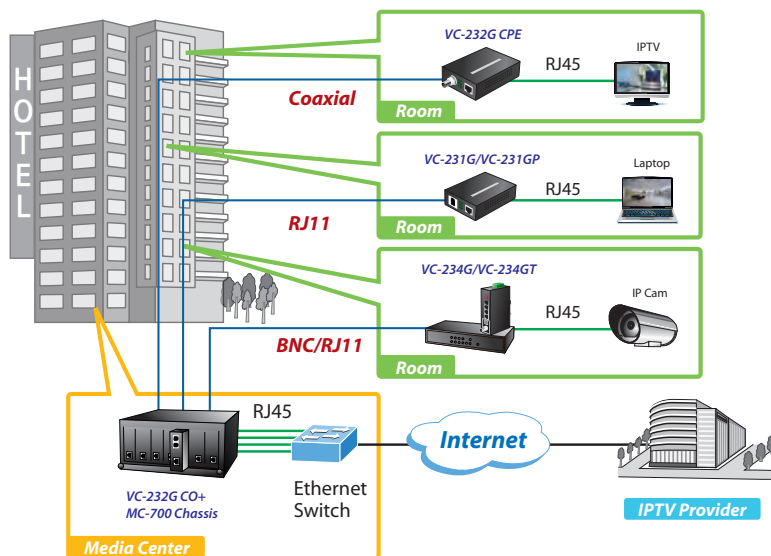 HOTEL
VC-232G CPE
IPTV
RJ45
Coaxial
Room
VC-231G/VC-231GP
Laptop
RJ45
RJ11
Room
VC-234G/VC-234GT
IP Cam
RJ45
BNC/RJ11
Room
RJ45
Internet
Ethernet
Switch
VC-232G CO+
MC-700 Chassis
IPTV Provider
Media Center